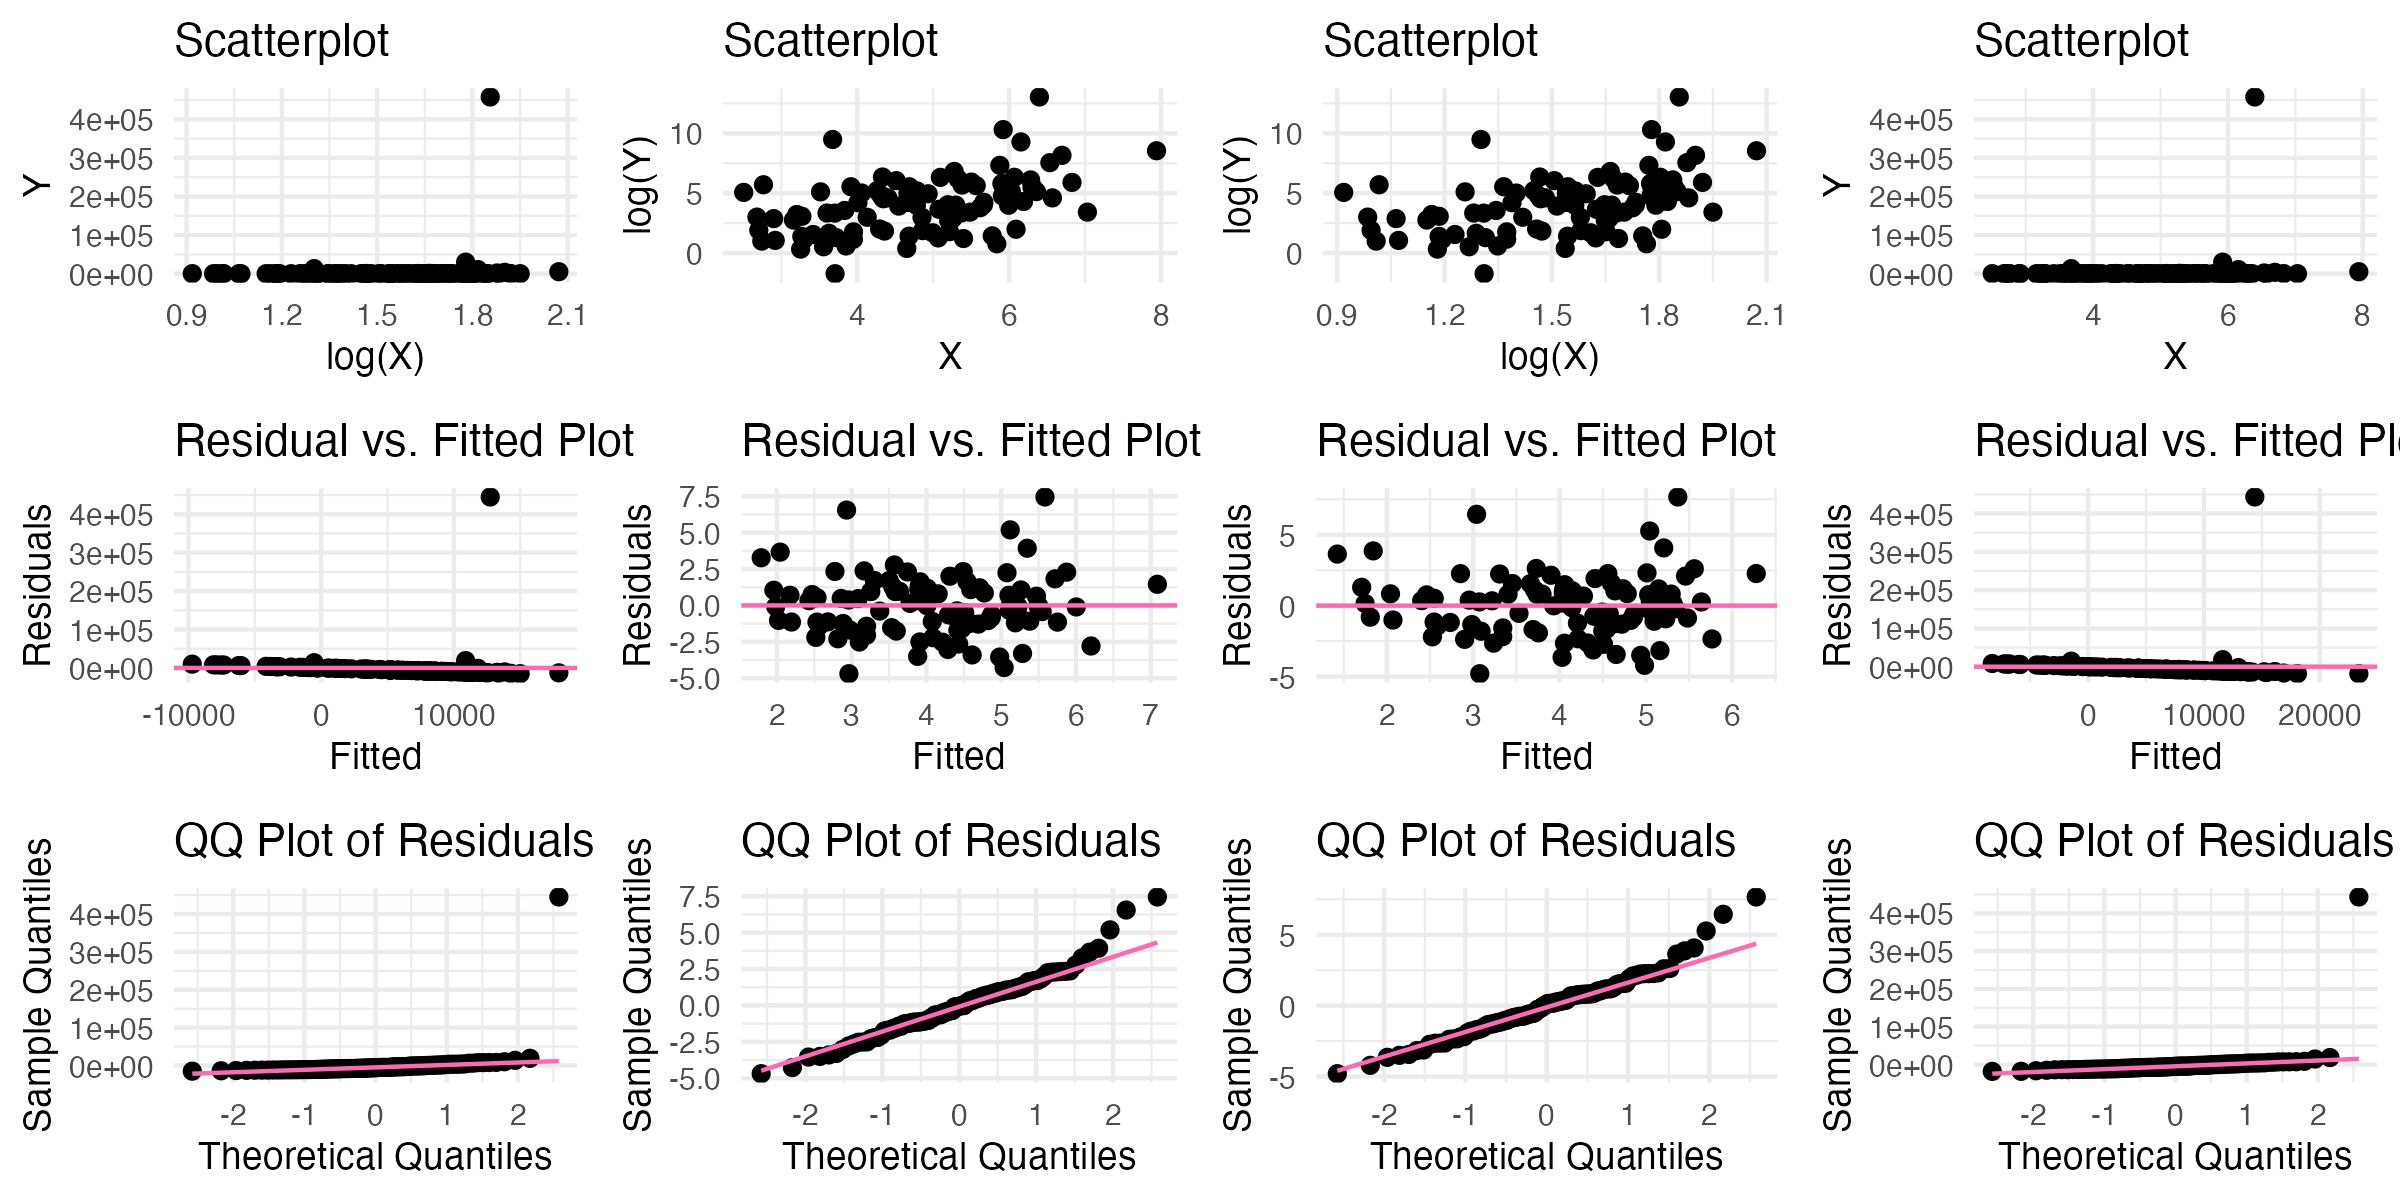 Scatterplot
Y
4e+05
3e+05
2e+05
1e+05
0e+00
0.9 1.2 1.5 1.8 2.1
log(X)
Scatterplot
log(Y)
10
5
0
4 6 8
X
Scatterplot
log(Y)
10
5
0
0.9 1.2 1.5 1.8 2.1
log(X)
Scatterplot
Y
4e+05
3e+05
2e+05
1e+05
0e+00
4 6 8
X
Residual vs. Fitted Plot
Residuals
4e+05
3e+05
2e+05
1e+05
0e+00
-10000 0 10000
Fitted
Residual vs. Fitted Plot
Residuals
7.5
5.0
2.5
0.0
-2.5
-5.0
2 3 4 5 6 7
Fitted
Residual vs. Fitted Plot
Residuals
5
0
-5
2 3 4 5 6
Fitted
Residual vs. Fitted Pl
Residuals
4e+05
3e+05
2e+05
1e+05
0e+00
0 10000 20000
Fitted
QQ Plot of Residuals
Sample Quantiles
4e+05
3e+05
2e+05
1e+05
0e+00
-2 -1 0 1 2
Theoretical Quantiles
QQ Plot of Residuals
Sample Quantiles
7.5
5.0
2.5
0.0
-2.5
-5.0
-2 -1 0 1 2
Theoretical Quantiles
QQ Plot of Residuals
Sample Quantiles
5
0
-5
-2 -1 0 1 2
Theoretical Quantiles
QQ Plot of Residuals
Sample Quantiles
4e+05
3e+05
2e+05
1e+05
0e+00
-2 -1 0 1 2
Theoretical Quantiles